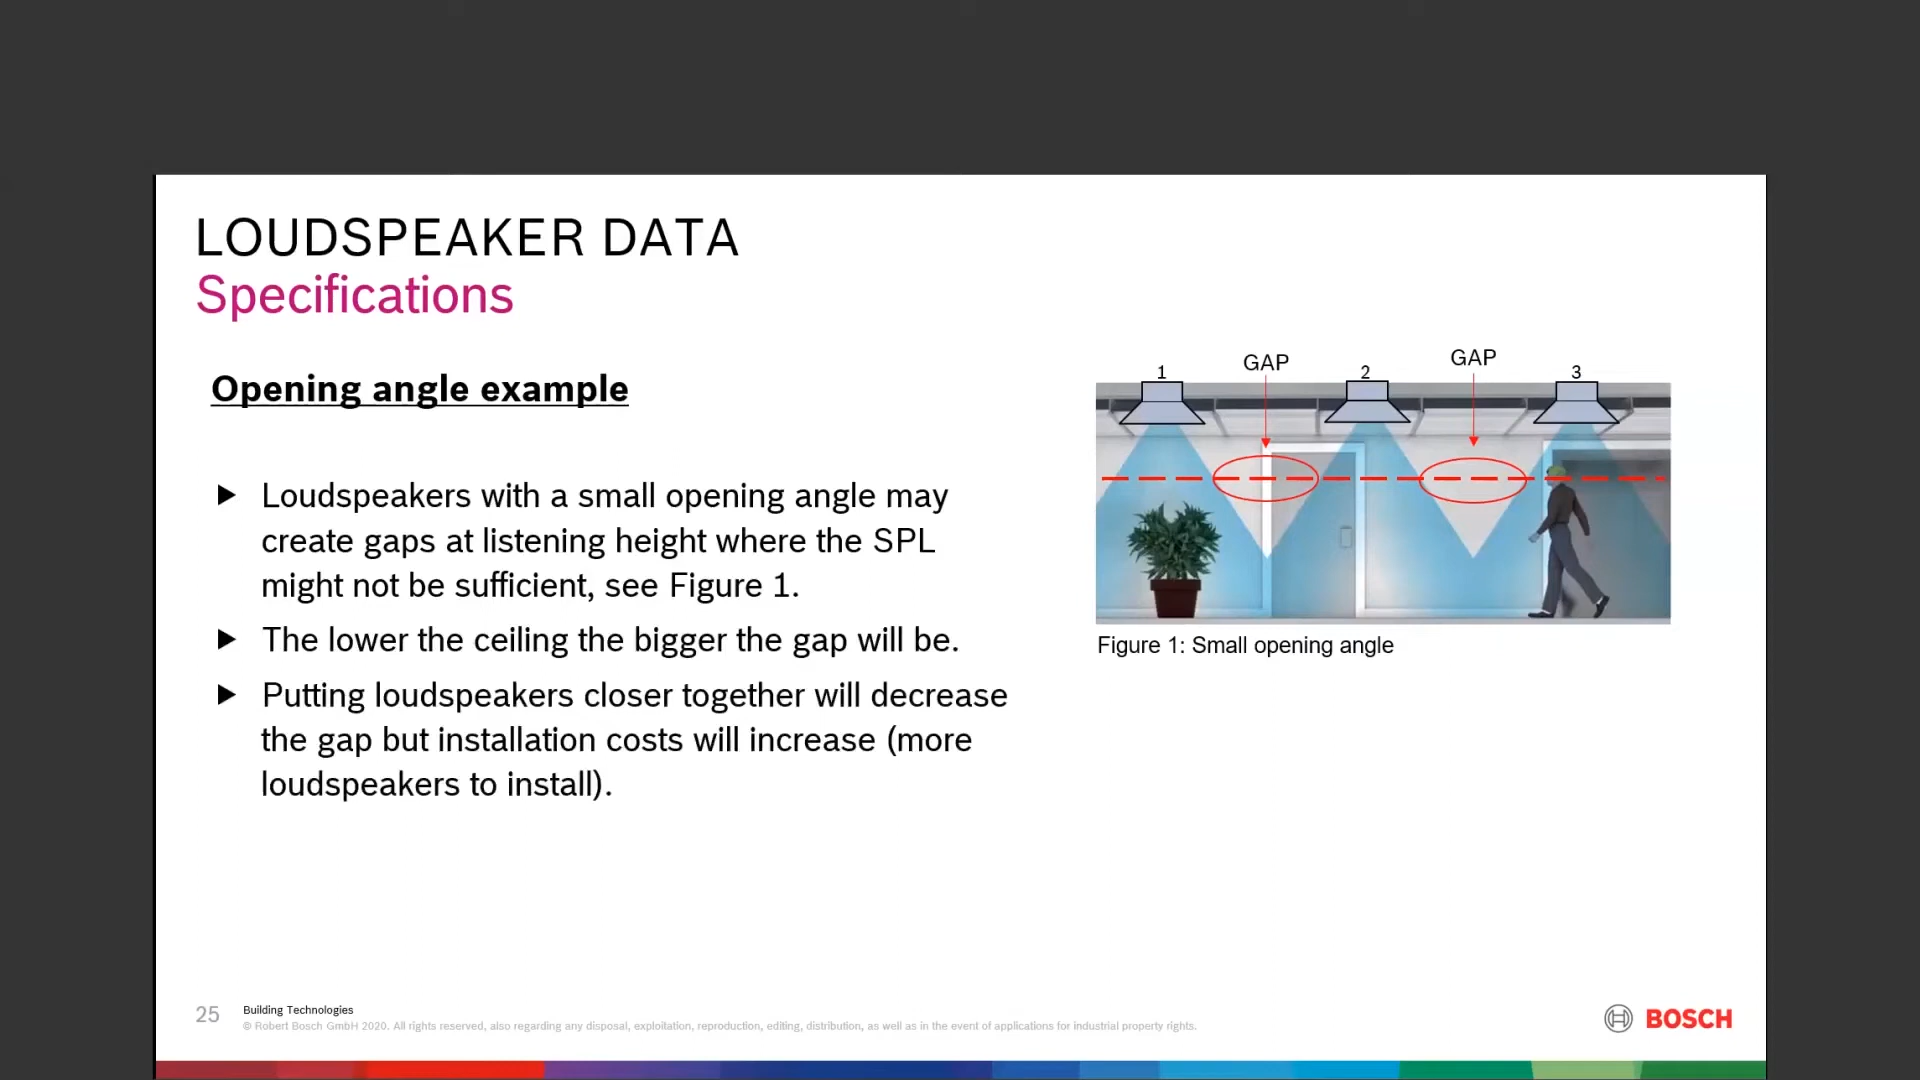 LOUDSPEAKER DATA
Specifications
Opening angle example
Loudspeakers with a small opening angle may
create gaps at listening height where the SPL
might not be sufficient, see Figure 1.
The lower the ceiling the bigger the gap will be.
Putting loudspeakers closer together will decrease
the gap but installation costs will increase (more
loudspeakers to install).
1 GAP 2 GAP 3
Figure 1: Small opening angle
25 Building Technologies
© Robert Bosch GmbH 2020. All rights reserved, also regarding any disposal, exploitation, reproduction, editing, distribution, as well as in the event of applications for industrial property rights.
BOSCH